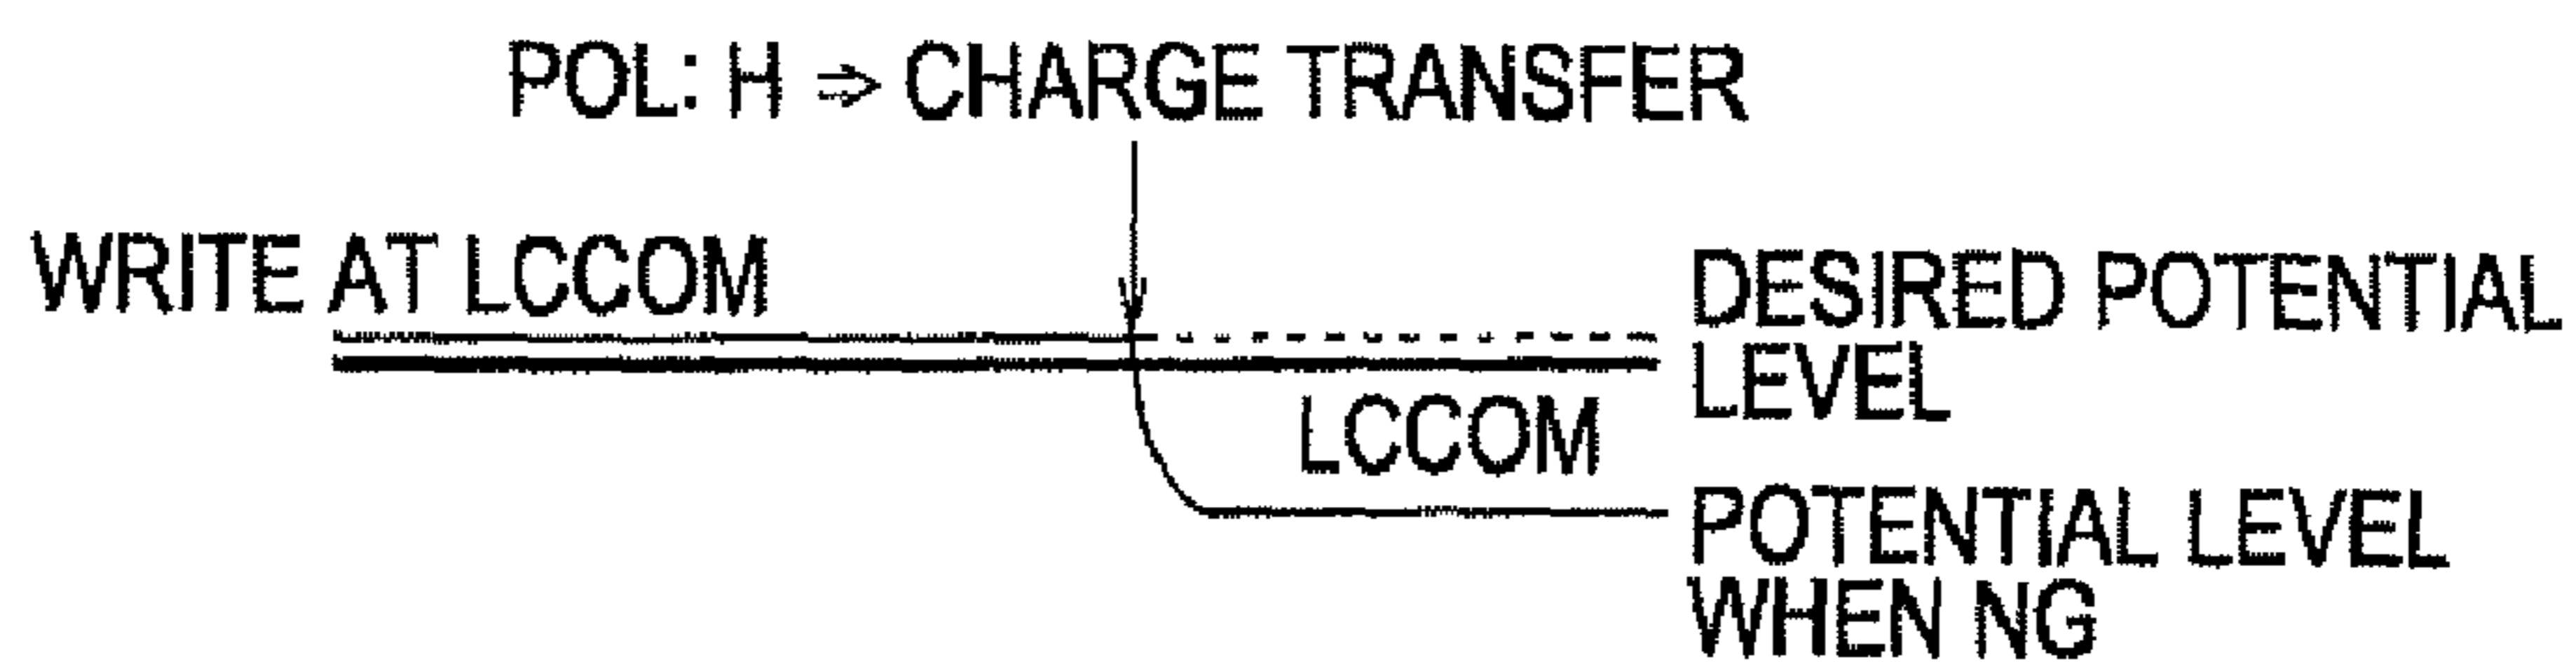 POL: H ⇒ CHARGE TRANSFER
WRITE AT LCCOM
DESIRED POTENTIAL
LEVEL
LCCOM
POTENTIAL LEVEL
WHEN NG